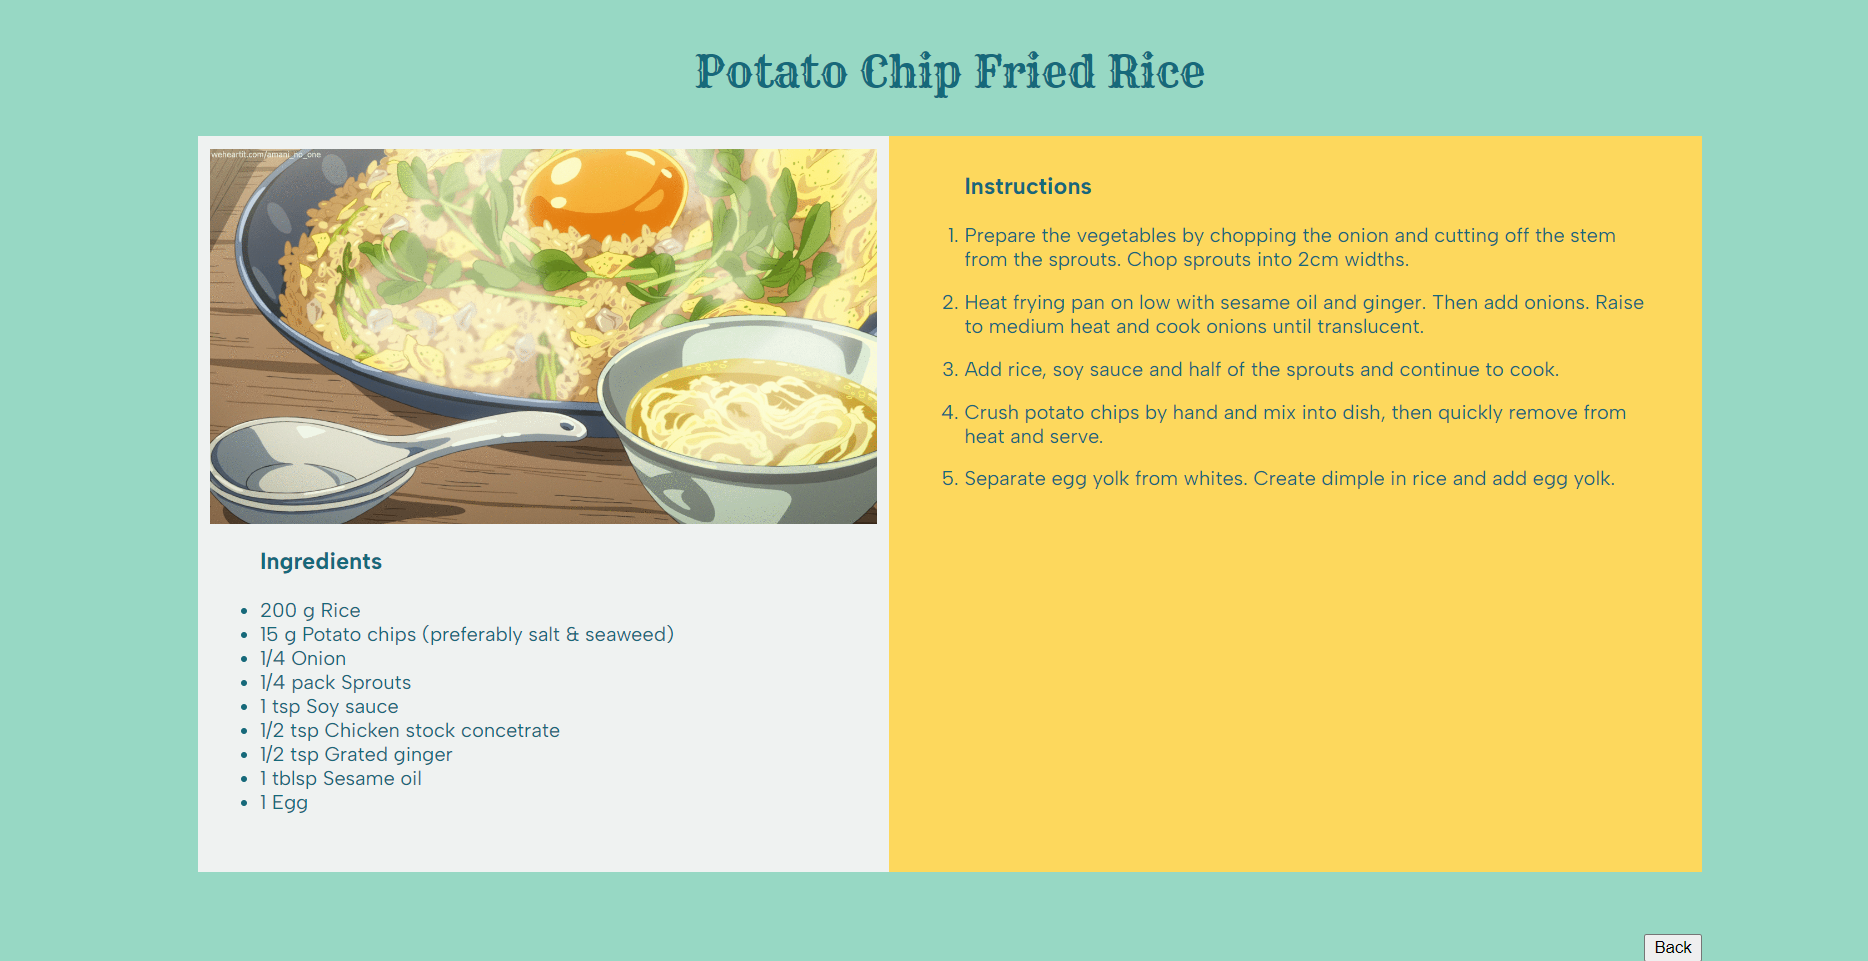 Potato Chip Fried Rice
weheartit.com/amani_no_one
Ingredients
• 200 g Rice
• 15 g Potato chips (preferably salt & seaweed)
• 1/4 Onion
• 1/4 pack Sprouts
• 1 tsp Soy sauce
• 1/2 tsp Chicken stock concetrate
• 1/2 tsp Grated ginger
• 1 tblsp Sesame oil
• 1 Egg
Instructions
1. Prepare the vegetables by chopping the onion and cutting off the stem
from the sprouts. Chop sprouts into 2cm widths.
2. Heat frying pan on low with sesame oil and ginger. Then add onions. Raise
to medium heat and cook onions until translucent.
3. Add rice, soy sauce and half of the sprouts and continue to cook.
4. Crush potato chips by hand and mix into dish, then quickly remove from
heat and serve.
5. Separate egg yolk from whites. Create dimple in rice and add egg yolk.
Back